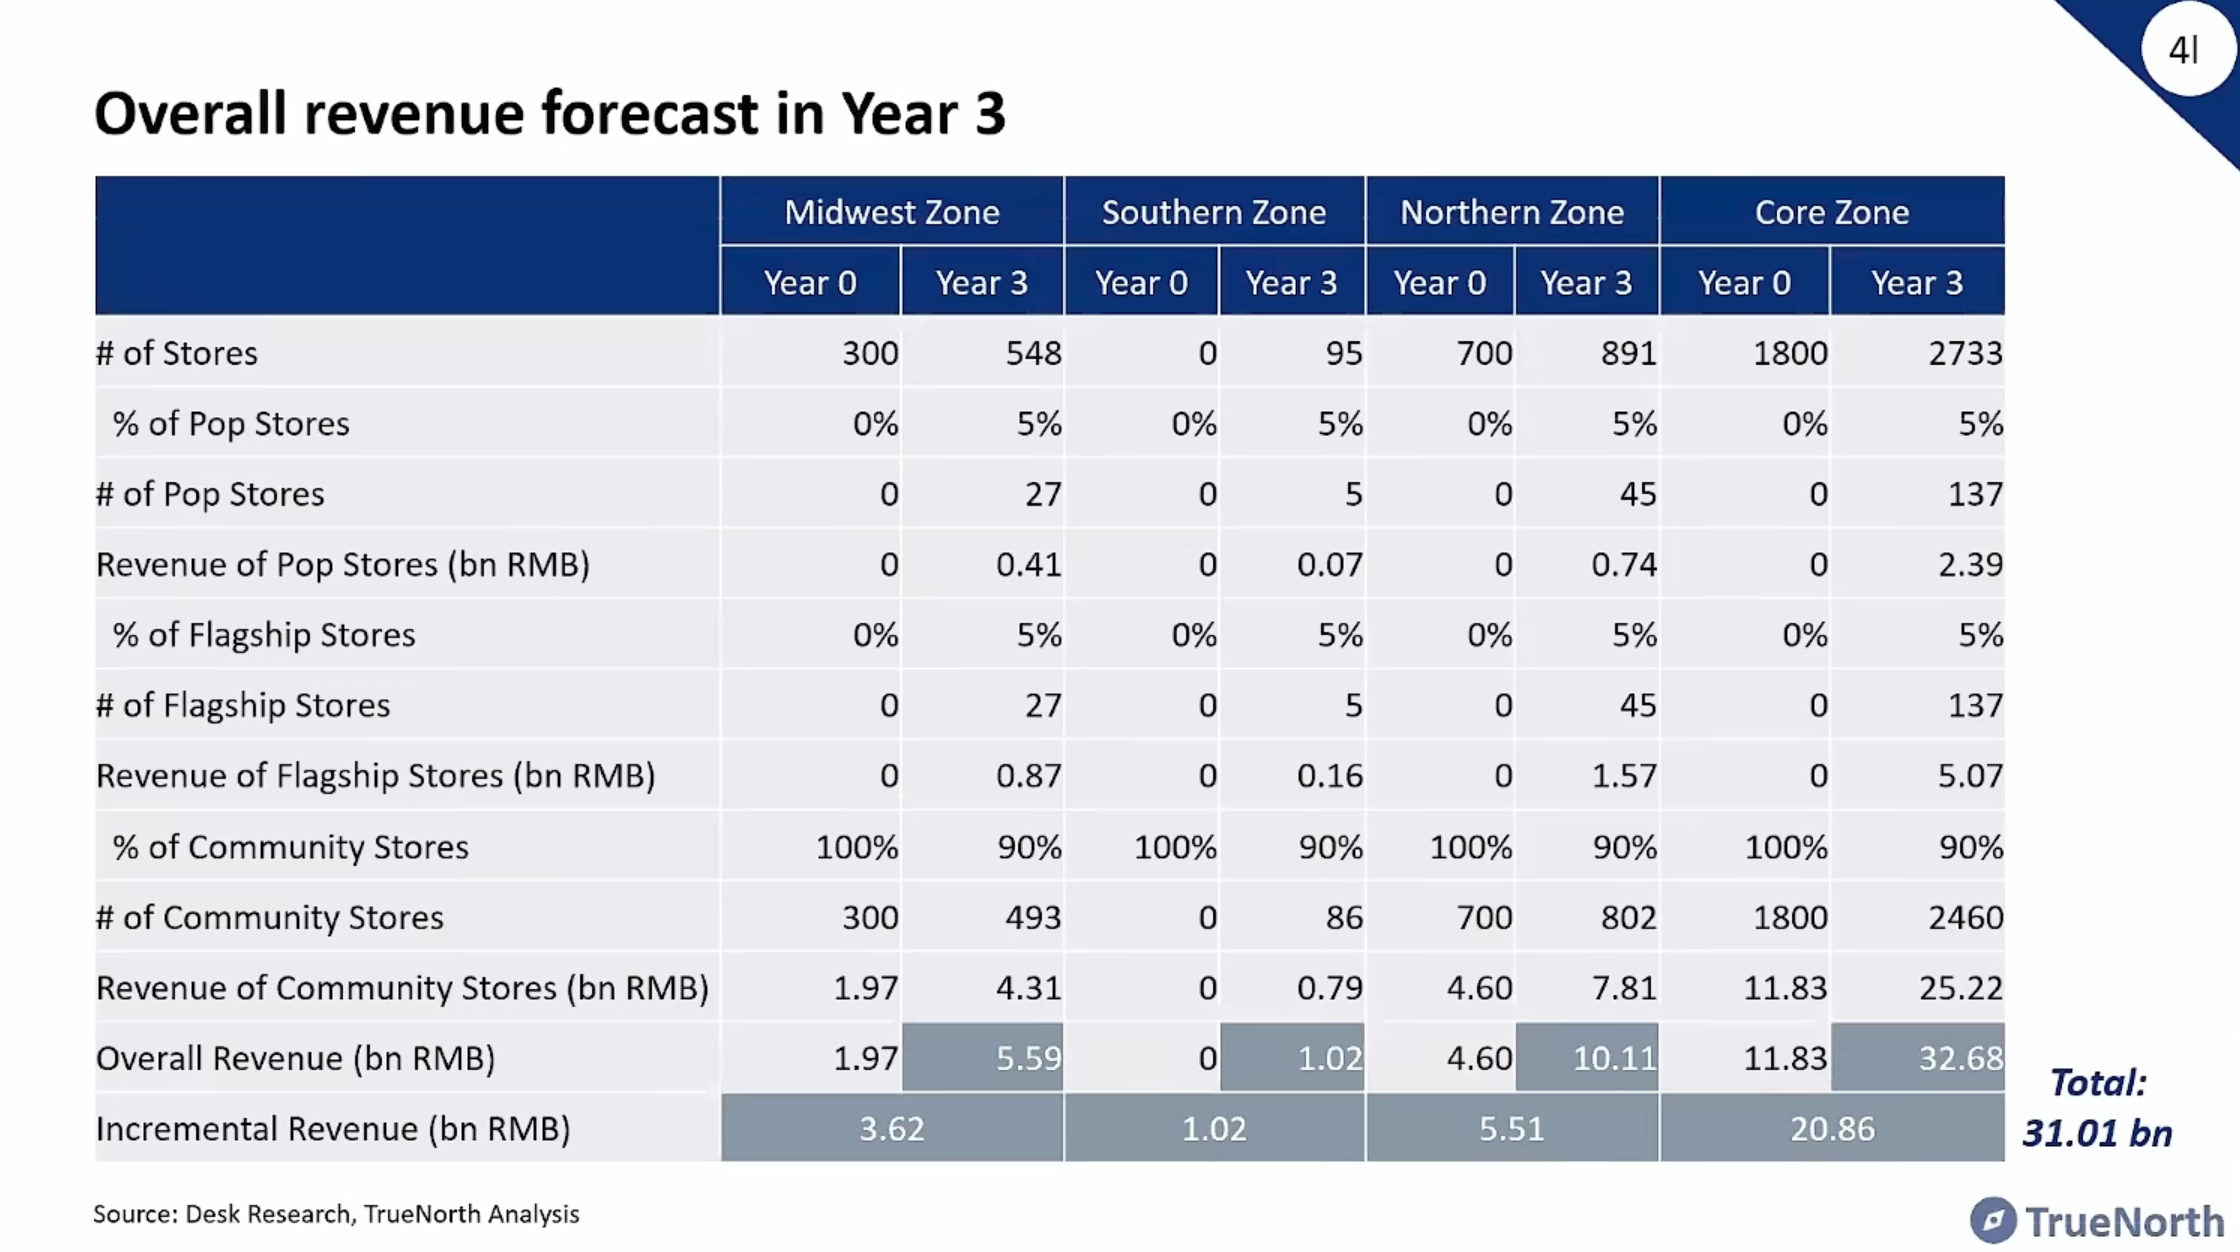 4l
Overall revenue forecast in Year 3
Midwest Zone Southern Zone Northern Zone Core Zone
Year 0 Year 3 Year 0 Year 3 Year 0 Year 3 Year 0 Year 3
# of Stores 300 548 0 95 700 891 1800 2733
% of Pop Stores 0% 5% 0% 5% 0% 5% 0% 5%
# of Pop Stores 0 27 0 5 0 45 0 137
Revenue of Pop Stores (bn RMB) 0 0.41 0 0.07 0 0.74 0 2.39
% of Flagship Stores 0% 5% 0% 5% 0% 5% 0% 5%
# of Flagship Stores 0 27 0 5 0 45 0 137
Revenue of Flagship Stores (bn RMB) 0 0.87 0 0.16 0 1.57 0 5.07
% of Community Stores 100% 90% 100% 90% 100% 90% 100% 90%
# of Community Stores 300 493 0 86 700 802 1800 2460
Revenue of Community Stores (bn RMB) 1.97 4.31 0 0.79 4.60 7.81 11.83 25.22
Overall Revenue (bn RMB) 1.97 5.59 0 1.02 4.60 10.11 11.83 32.68
Incremental Revenue (bn RMB) 3.62 1.02 5.51 20.86
Total:
31.01 bn
Source: Desk Research, TrueNorth Analysis
TrueNorth